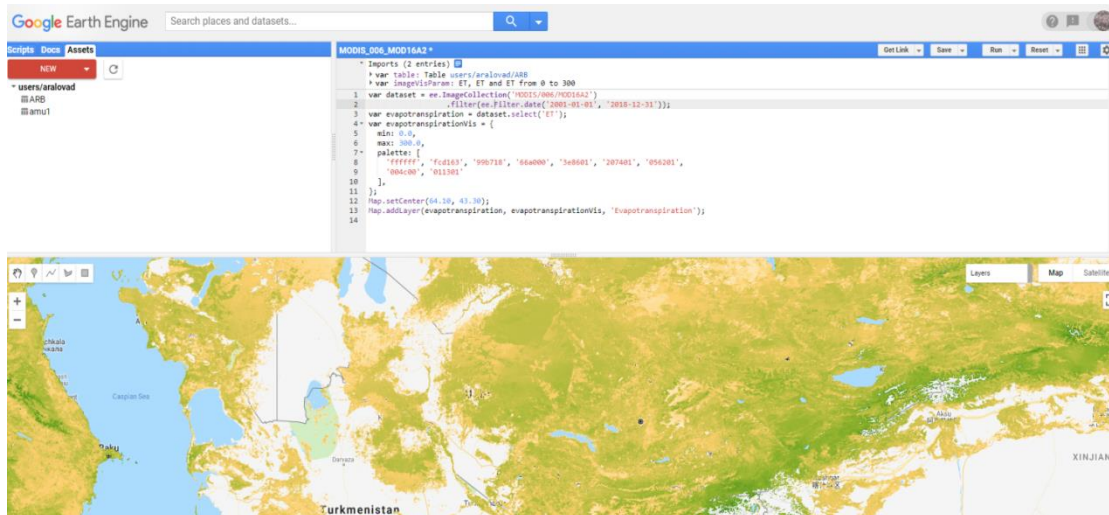 Google Earth Engine
Search places and datasets...
Scripts Docs Assets
NEW
users/aralovad
ARB
amu1
MODIS_006_MOD16A2 *
Get Link
Save
Run
Reset
Imports (2 entries)
var table: Table users/aralovad/ARB
var imageVisParam: ET, ET and ET from 0 to 300
1 var dataset = ee.ImageCollection('MODIS/006/MOD16A2')
2 .filter(ee.Filter.date('2001-01-01', '2018-12-31'));
3 var evapotranspiration = dataset.select('ET');
4 var evapotranspirationVis = {
5 min: 0.0,
6 max: 300.0,
7 palette: [
8 'ffffff', 'fcd163', '99b718', '66a000', '3e8601', '207401', '056201',
9 '004c00', '011301'
10 ],
11 };
12 Map.setCenter(64.10, 43.30);
13 Map.addLayer(evapotranspiration, evapotranspirationVis, 'Evapotranspiration');
14
Layers
Map
Satellite
+
−
Caspian Sea
Baku
Darvaza
Turkmenistan
Aksu
XINJIAN